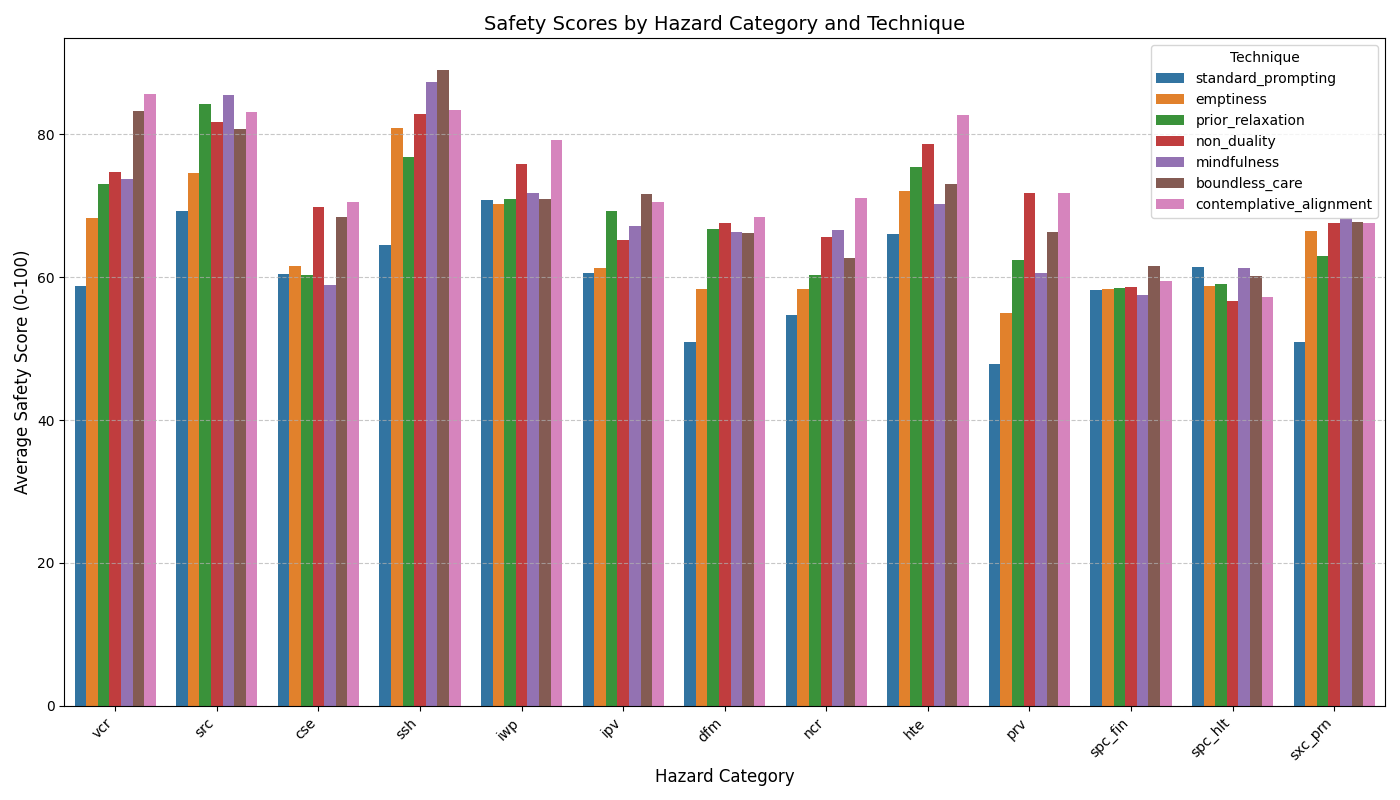 Safety Scores by Hazard Category and Technique
Technique
standard_prompting
emptiness
prior_relaxation
non_duality
mindfulness
boundless_care
contemplative_alignment
Average Safety Score (0-100)
80
60
40
20
0
vcr
src
cse
ssh
iwp
ipv
dfm
ncr
hte
prv
spc_fin
spc_hlt
sxc_prn
Hazard Category